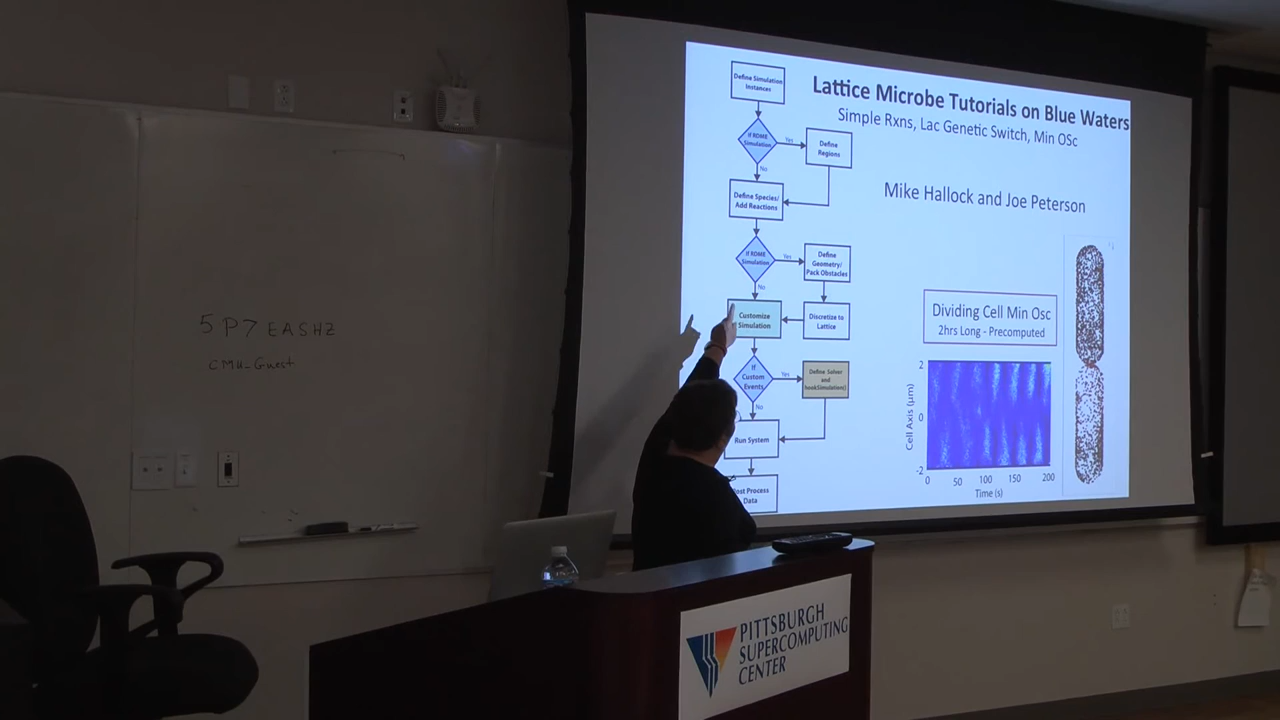 5P7EASHZ
CMU-Guest
Lattice Microbe Tutorials on Blue Waters
Simple Rxns, Lac Genetic Switch, Min OSc
Mike Hallock and Joe Peterson
Define Simulation
Instances
If RDME
Simulation
Yes
Define
Regions
No
Define Species/
Add Reactions
If RDME
Simulation
Yes
Define
Geometry/
Pack Obstacles
No
Customize
Simulation
Discretize to
Lattice
If
Custom
Events
Yes
Define Solver
and
hookSimulation()
No
Run System
Post Process
Data
Dividing Cell Min Osc
2hrs Long - Precomputed
Cell Axis (μm)
2
0
-2
0 50 100 150 200
Time (s)
PITTSBURGH
SUPERCOMPUTING
CENTER